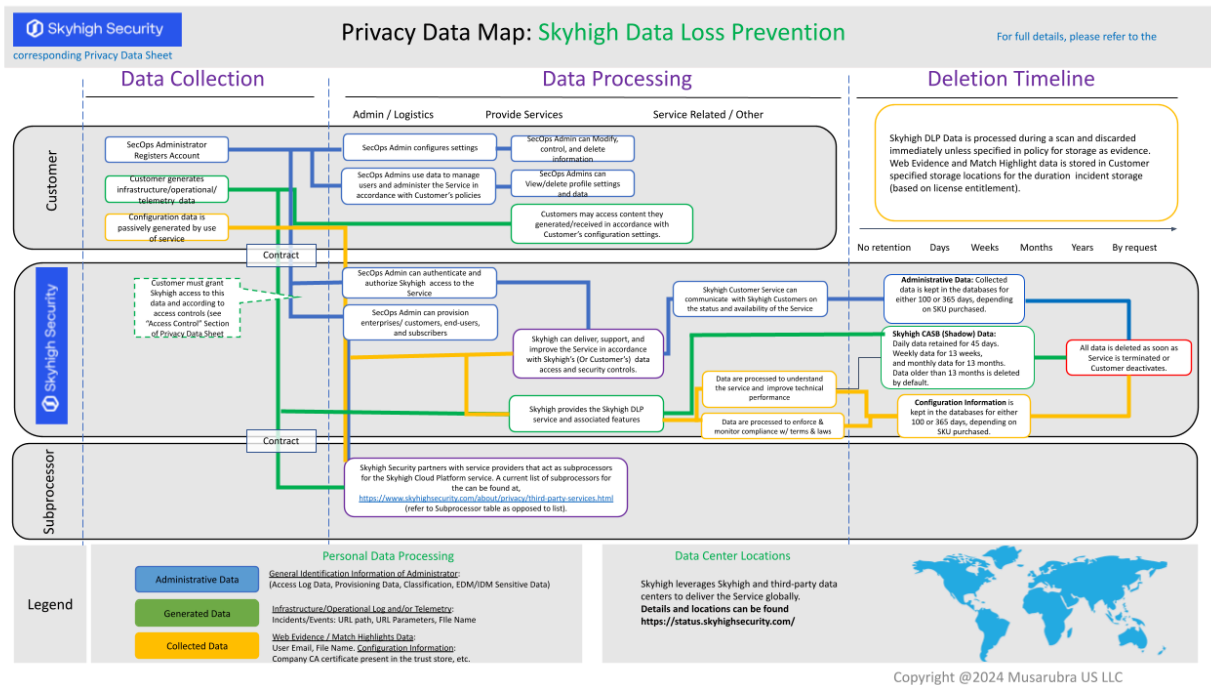 Skyhigh Security
Privacy Data Map: Skyhigh Data Loss Prevention
For full details, please refer to the
corresponding Privacy Data Sheet
Data Collection
Data Processing
Deletion Timeline
Admin / Logistics
Provide Services
Service Related / Other
Customer
SecOps Administrator
Registers Account
Customer generates
infrastructure/operational/
telemetry data
Configuration data is
passively generated by use
of service
SecOps Admin configures settings
SecOps Admin can Modify,
control, and delete
information
SecOps Admins use data to manage
users and administer the Service in
accordance with Customer's policies
SecOps Admins can
View/delete profile settings
and data
Customers may access content they
generated/received in accordance with
Customer's configuration settings.
Skyhigh DLP Data is processed during a scan and discarded
immediately unless specified in policy for storage as evidence.
Web Evidence and Match Highlight data is stored in Customer
specified storage locations for the duration incident storage
(based on license entitlement).
No retention
Days
Weeks
Months
Years
By request
Contract
Skyhigh Security
Customer must grant
Skyhigh access to this
data and according to
access controls (see
"Access Control" Section
of Privacy Data Sheet
SecOps Admin can authenticate and
authorize Skyhigh access to the
Service
SecOps Admin can provision
enterprises/ customers, end-users,
and subscribers
Skyhigh can deliver, support, and
improve the Service in accordance
with Skyhigh's (Or Customer's) data
access and security controls.
Skyhigh provides the Skyhigh DLP
service and associated features
Skyhigh Customer Service can
communicate with Skyhigh Customers on
the status and availability of the Service
Data are processed to understand
the service and improve technical
performance
Data are processed to enforce &
monitor compliance w/ terms & laws
Administrative Data: Collected
data is kept in the databases for
either 100 or 365 days, depending
on SKU purchased.
Skyhigh CASB (Shadow) Data:
Daily data retained for 45 days.
Weekly data for 13 weeks,
and monthly data for 13 months.
Data older than 13 months is deleted
by default.
Configuration Information is
kept in the databases for either
100 or 365 days, depending on
SKU purchased.
All data is deleted as soon as
Service is terminated or
Customer deactivates.
Contract
Subprocessor
Skyhigh Security partners with service providers that act as subprocessors
for the Skyhigh Cloud Platform service. A current list of subprocessors for
the can be found at,
https://www.skyhighsecurity.com/about/privacy/third-party-services.html
(refer to Subprocessor table as opposed to list).
Legend
Personal Data Processing
Administrative Data
General Identification Information of Administrator:
(Access Log Data, Provisioning Data, Classification, EDM/IDM Sensitive Data)
Generated Data
Infrastructure/Operational Log and/or Telemetry:
Incidents/Events: URL path, URL Parameters, File Name
Collected Data
Web Evidence / Match Highlights Data:
User Email, File Name. Configuration Information:
Company CA certificate present in the trust store, etc.
Data Center Locations
Skyhigh leverages Skyhigh and third-party data
centers to deliver the Service globally.
Details and locations can be found
https://status.skyhighsecurity.com/
Copyright @2024 Musarubra US LLC